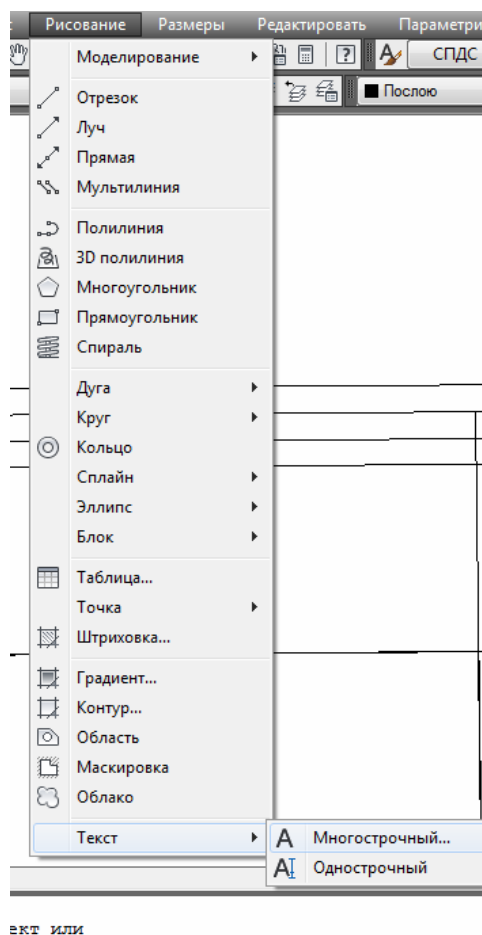 Рисование Размеры Редактировать Параметри
СПДС
Послою
Моделирование
Отрезок
Луч
Прямая
Мультилиния
Полилиния
3D полилиния
Многоугольник
Прямоугольник
Спираль
Дуга
Круг
Кольцо
Сплайн
Эллипс
Блок
Таблица...
Точка
Штриховка...
Градиент...
Контур...
Область
Маскировка
Облако
Текст
Многострочный...
Однострочный
ект или